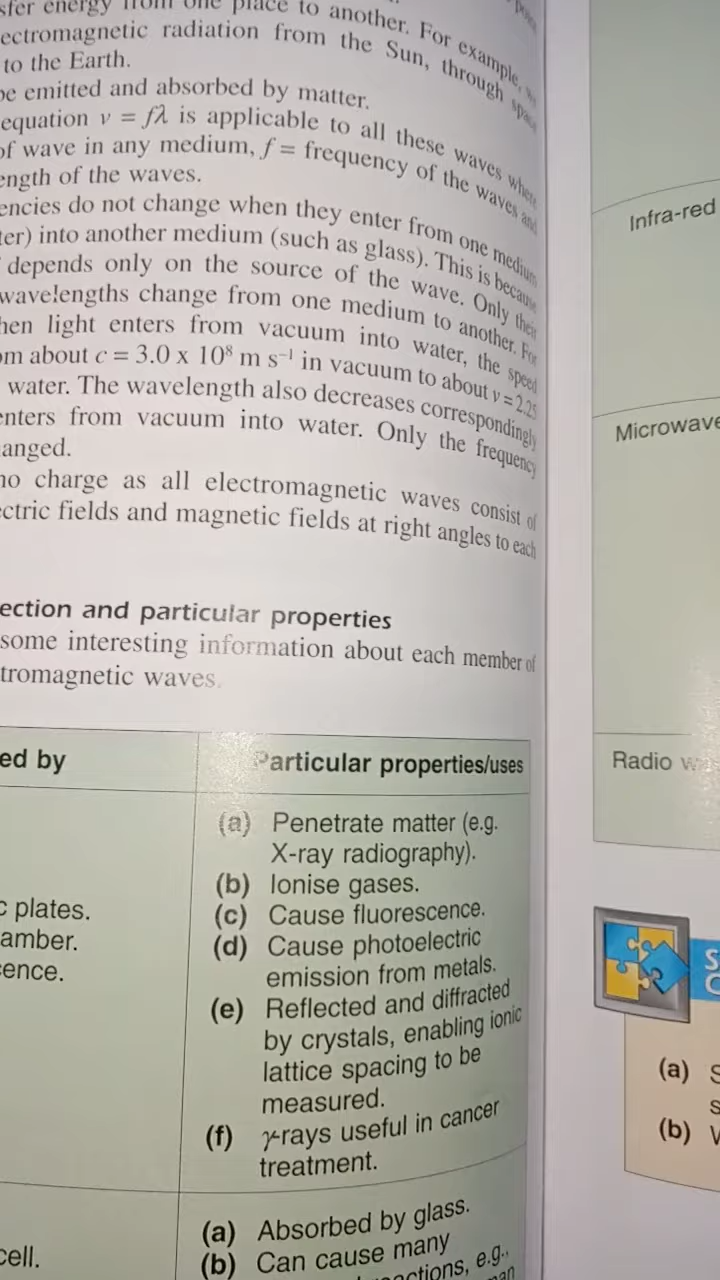 energy from one place to another. For example,
ectromagnetic radiation from the Sun, through space
to the Earth.
be emitted and absorbed by matter.
equation v = fλ is applicable to all these waves where
of wave in any medium, f = frequency of the waves and
ength of the waves.
encies do not change when they enter from one medium
ter) into another medium (such as glass). This is because
depends only on the source of the wave. Only their
wavelengths change from one medium to another. For
hen light enters from vacuum into water, the speed
om about c = 3.0 x 10⁸ m s⁻¹ in vacuum to about v = 2.25
water. The wavelength also decreases correspondingly
enters from vacuum into water. Only the frequency
anged.
no charge as all electromagnetic waves consist of
ectric fields and magnetic fields at right angles to each
ection and particular properties
some interesting information about each member of
tromagnetic waves.
ed by
Particular properties/uses
c plates.
amber.
cence.
(a) Penetrate matter (e.g.
X-ray radiography).
(b) Ionise gases.
(c) Cause fluorescence.
(d) Cause photoelectric
emission from metals.
(e) Reflected and diffracted
by crystals, enabling ionic
lattice spacing to be
measured.
(f) γ-rays useful in cancer
treatment.
cell.
(a) Absorbed by glass.
(b) Can cause many
actions, e.g.,
Infra-red
Microwave
Radio
S
C
(a) S
s
(b)